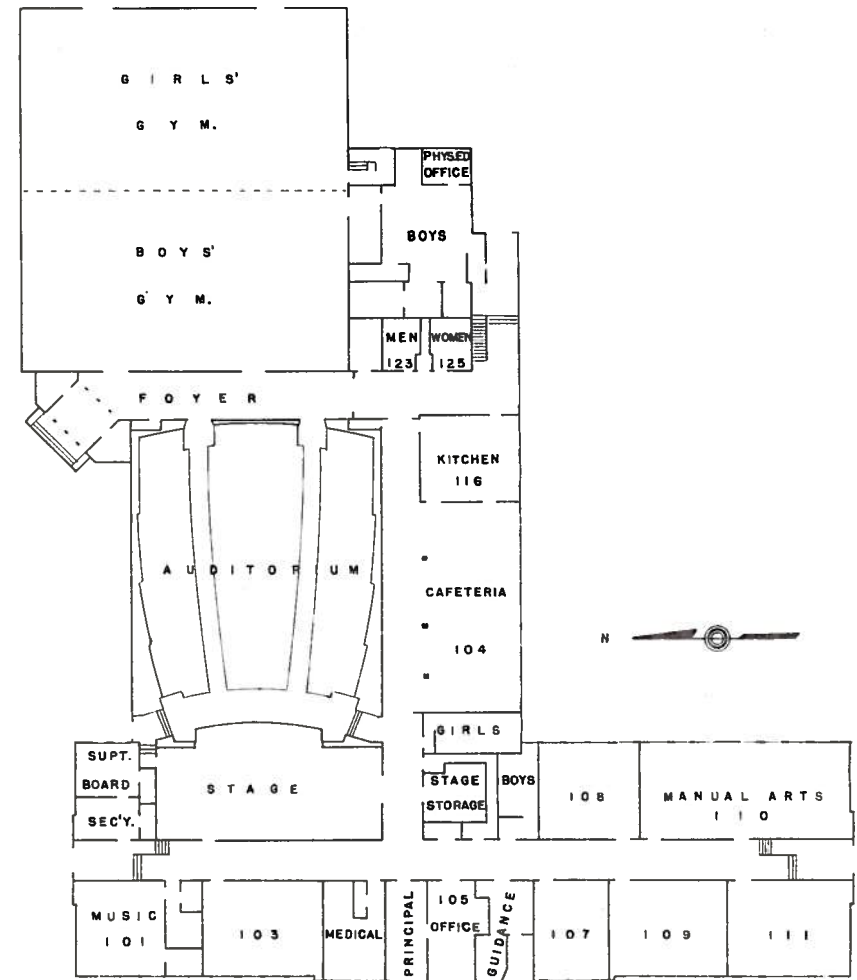 GIRLS'
GYM.
PHYS.ED
OFFICE
BOYS
BOYS'
GYM.
MEN
123
WOMEN
125
FOYER
KITCHEN
116
AUDITORIUM
CAFETERIA
104
N
GIRLS
SUPT.
BOARD
SEC'Y.
STAGE
STAGE
STORAGE
BOYS
108
MANUAL ARTS
110
MUSIC
101
103
MEDICAL
PRINCIPAL
105
OFFICE
GUIDANCE
107
109
111